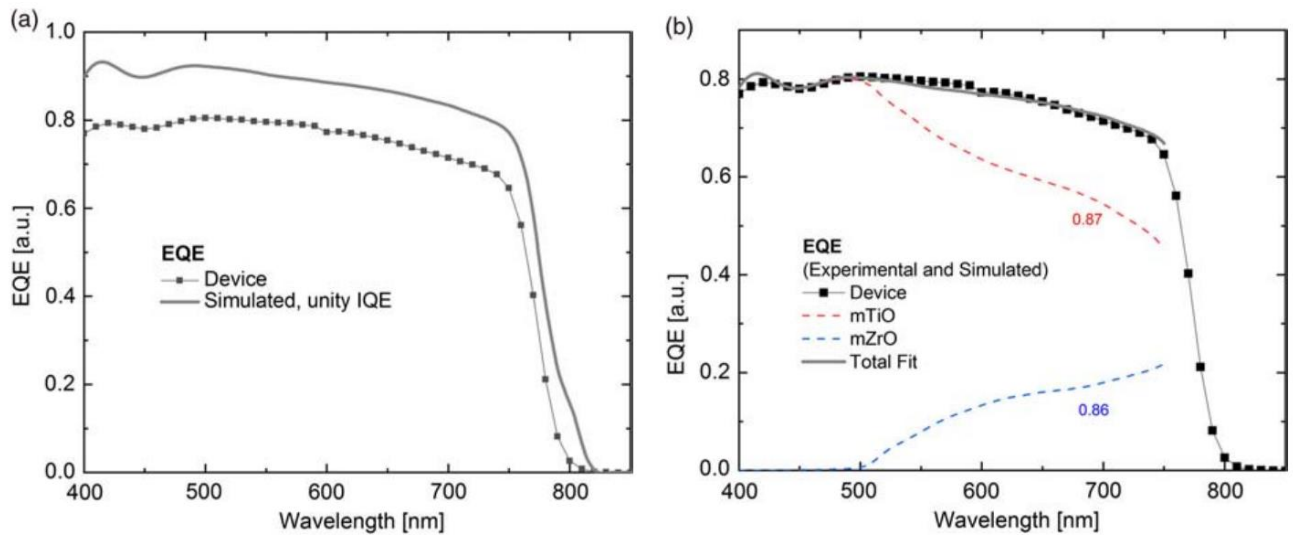 (a)
1.0
0.8
0.6
0.4
0.2
0.0
EQE [a.u.]
EQE
Device
Simulated, unity IQE
400 500 600 700 800
Wavelength [nm]
(b)
0.8
0.6
0.4
0.2
0.0
EQE [a.u.]
0.87
EQE
(Experimental and Simulated)
Device
mTiO
mZrO
Total Fit
0.86
400 500 600 700 800
Wavelength [nm]